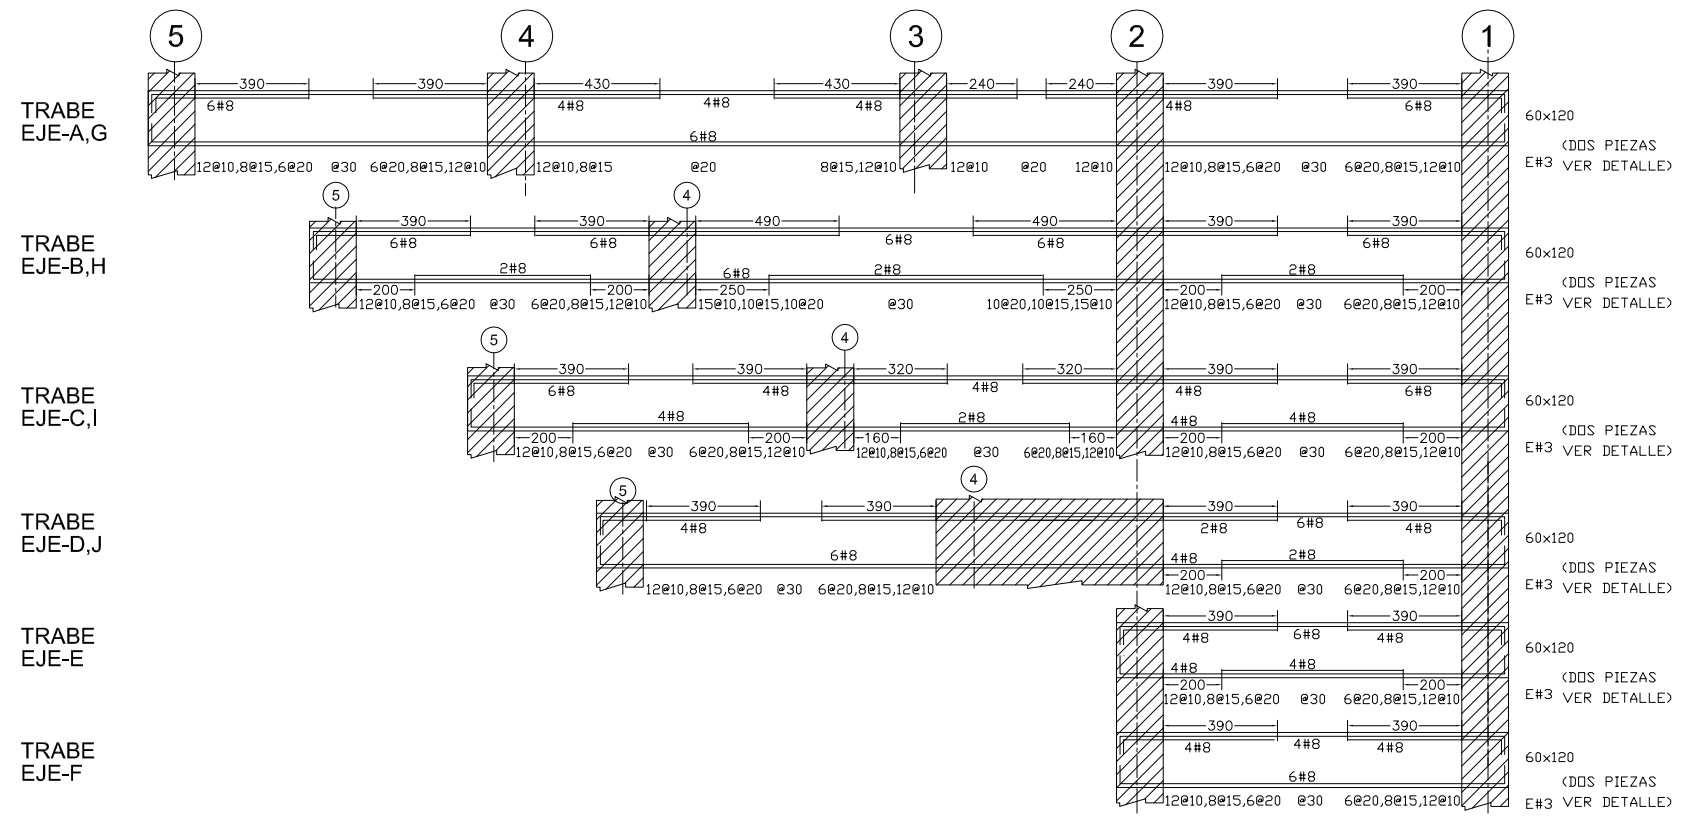 5 4 3 2 1
390 390 430 430 240 240 390 390
TRABE
EJE-A,G
6#8 4#8 4#8 4#8 4#8 6#8
60x120
6#8
(DOS PIEZAS
12@10,8@15,6@20 @30 6@20,8@15,12@10 12@10,8@15 @20 8@15,12@10 12@10 @20 12@10 12@10,8@15,6@20 @30 6@20,8@15,12@10
E#3 VER DETALLE)
5 4
390 390 490 490 390 390
TRABE
EJE-B,H
6#8 6#8 6#8 6#8 6#8
60x120
2#8 6#8 2#8 2#8
(DOS PIEZAS
200 200 250 250 200 200
12@10,8@15,6@20 @30 6@20,8@15,12@10 15@10,10@15,10@20 @30 10@20,10@15,15@10 12@10,8@15,6@20 @30 6@20,8@15,12@10
E#3 VER DETALLE)
5 4
390 390 320 320 390 390
TRABE
EJE-C,I
6#8 4#8 4#8 4#8 6#8
60x120
4#8 2#8 4#8 4#8
(DOS PIEZAS
200 200 160 160 200 200
12@10,8@15,6@20 @30 6@20,8@15,12@10 12@10,8@15,6@20 @30 6@20,8@15,12@10 12@10,8@15,6@20 @30 6@20,8@15,12@10
E#3 VER DETALLE)
5 4
390 390 390 390
TRABE
EJE-D,J
4#8 2#8 6#8 4#8
60x120
6#8 4#8 2#8
(DOS PIEZAS
200 200
12@10,8@15,6@20 @30 6@20,8@15,12@10 12@10,8@15,6@20 @30 6@20,8@15,12@10
E#3 VER DETALLE)
390 390
TRABE
EJE-E
4#8 6#8 4#8
60x120
4#8 4#8
(DOS PIEZAS
200 200
12@10,8@15,6@20 @30 6@20,8@15,12@10
E#3 VER DETALLE)
390 390
TRABE
EJE-F
4#8 4#8 4#8
60x120
6#8
(DOS PIEZAS
12@10,8@15,6@20 @30 6@20,8@15,12@10
E#3 VER DETALLE)